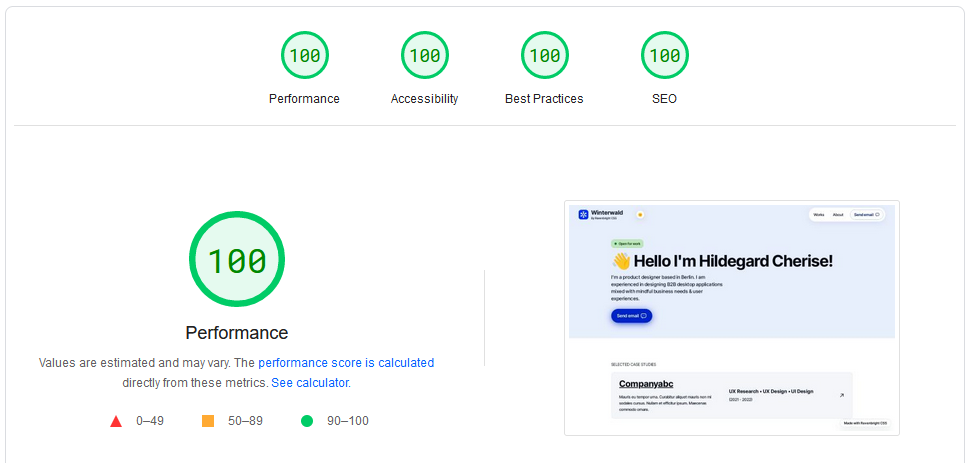 100 100 100 100
Performance Accessibility Best Practices SEO
100
Performance
Values are estimated and may vary. The performance score is calculated
directly from these metrics. See calculator.
0–49 50–89 90–100
Winterwald
By Ravenbright CSS
Works About Send email
Open for work
👋 Hello I'm Hildegard Cherise!
I'm a product designer based in Berlin. I am
experienced in designing B2B desktop applications
mixed with mindful business needs & user
experiences.
Send email
SELECTED CASE STUDIES
Companyabc
Mauris eu tempor urna. Curabitur aliquet mauris non mi
sodales cursus. Nullam et efficitur ipsum. Maecenas
commodo ornare.
UX Research • UX Design • UI Design
(2021 - 2022)
Made with Ravenbright CSS